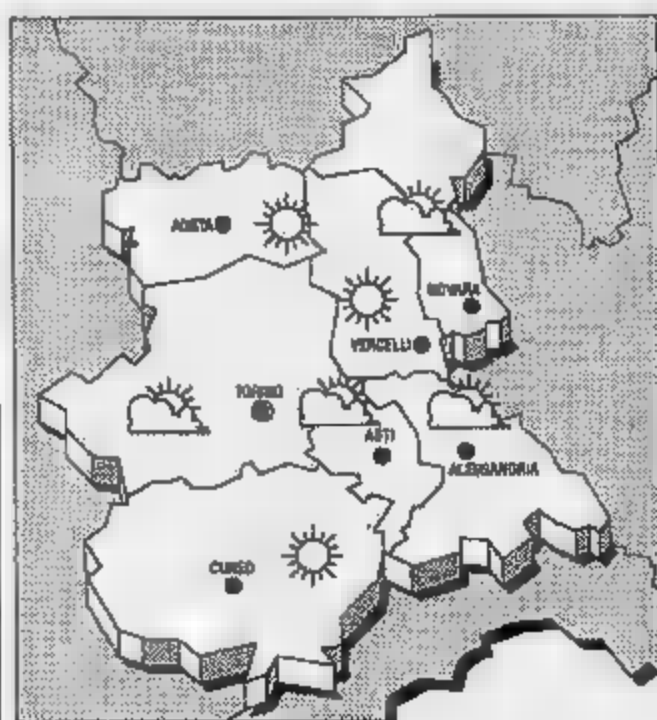 AOSTA
NOVARA
VERCELLI
TORINO
ASTI
ALESSANDRIA
CUNEO